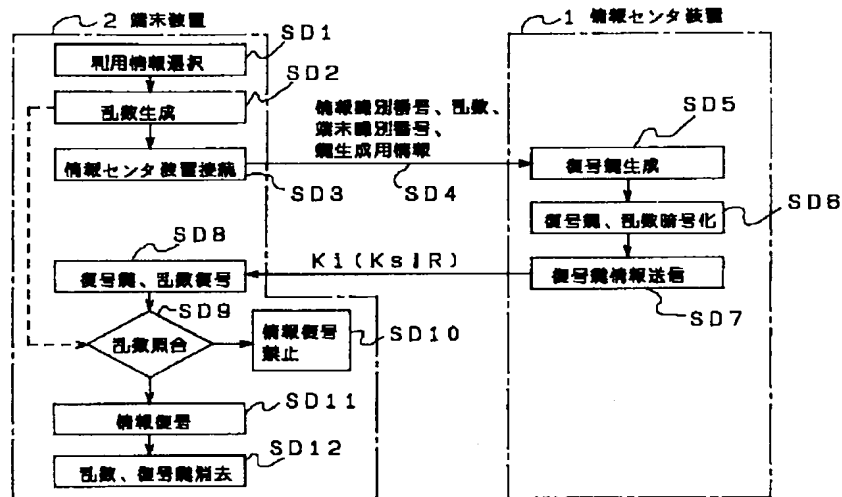 2 端末装置
SD1
利用情報選択
SD2
乱数生成
情報センタ装置接続
SD3
情報識別番号、乱数、
端末識別番号、
鍵生成用情報
SD4
1 情報センタ装置
SD5
復号鍵生成
SD6
復号鍵、乱数暗号化
復号鍵情報送信
SD7
Ki(Ks‖R)
SD8
復号鍵、乱数復号
SD9
乱数照合
情報復号
禁止
SD10
SD11
情報復号
SD12
乱数、復号鍵消去